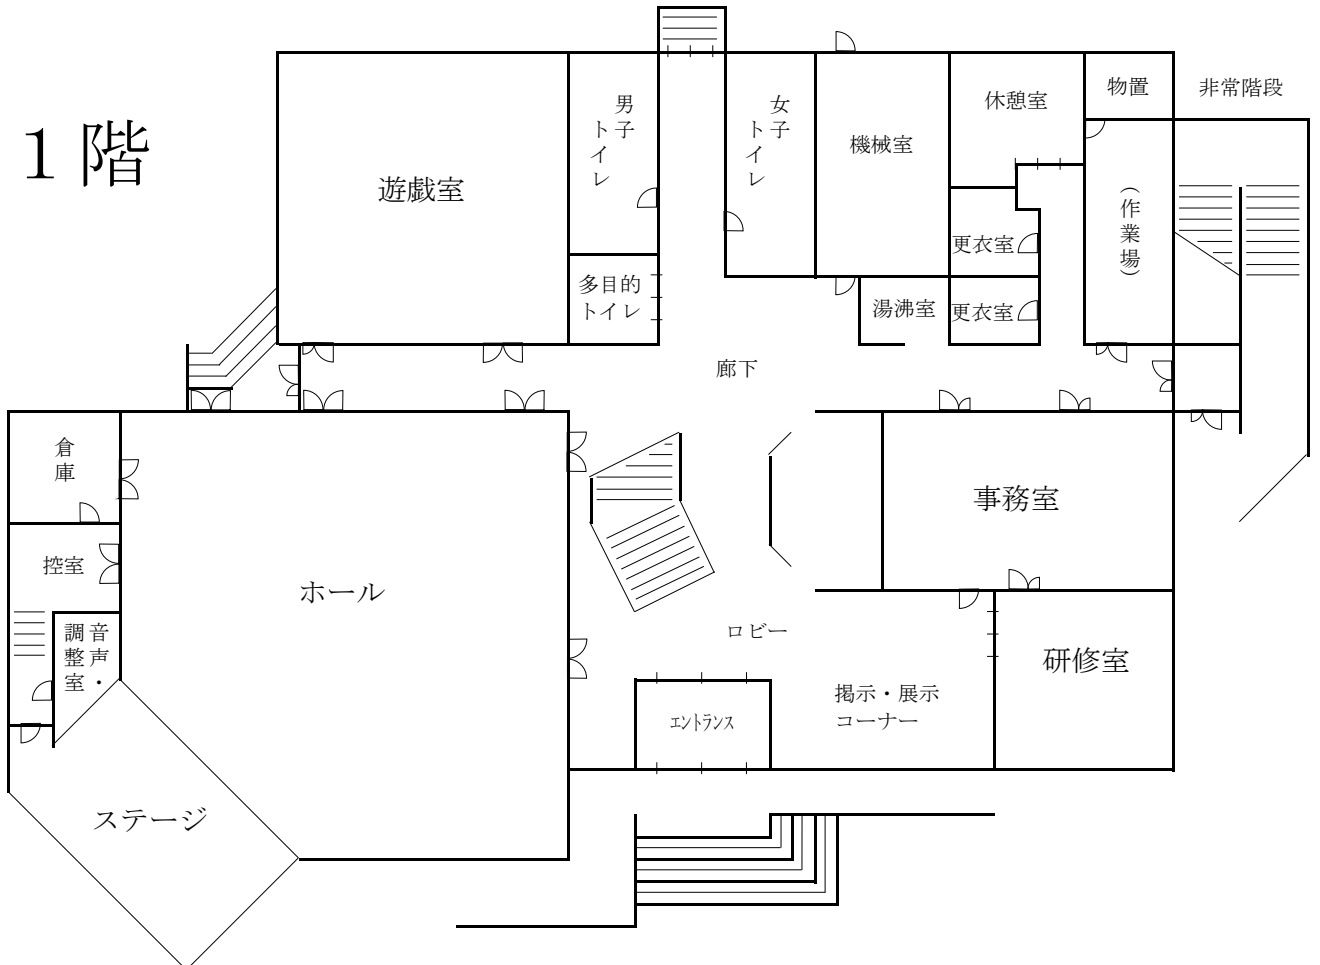 1階
遊戯室
男子
トイレ
多目的
トイレ
女子
トイレ
機械室
休憩室
物置
非常階段
（作業場）
更衣室
更衣室
湯沸室
廊下
倉庫
控室
音声・
調整室
ホール
ステージ
事務室
ロビー
研修室
掲示・展示
コーナー
エントランス